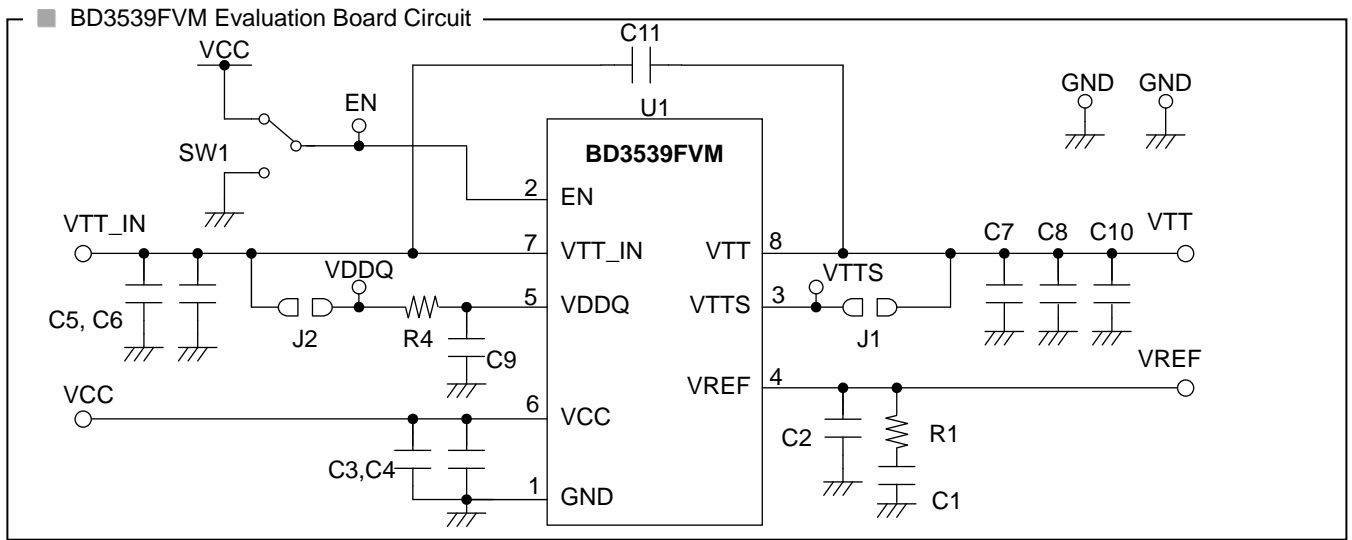 BD3539FVM Evaluation Board Circuit
VCC
C11
EN
U1
GND GND
BD3539FVM
SW1
2 EN
VTT_IN
7 VTT_IN
VTT 8
C7 C8 C10
VTT
VDDQ
VTTS
5 VDDQ
VTTS 3
C5, C6
J2
R4
C9
J1
VREF 4
VREF
VCC
6 VCC
C2
R1
C3,C4
1 GND
C1